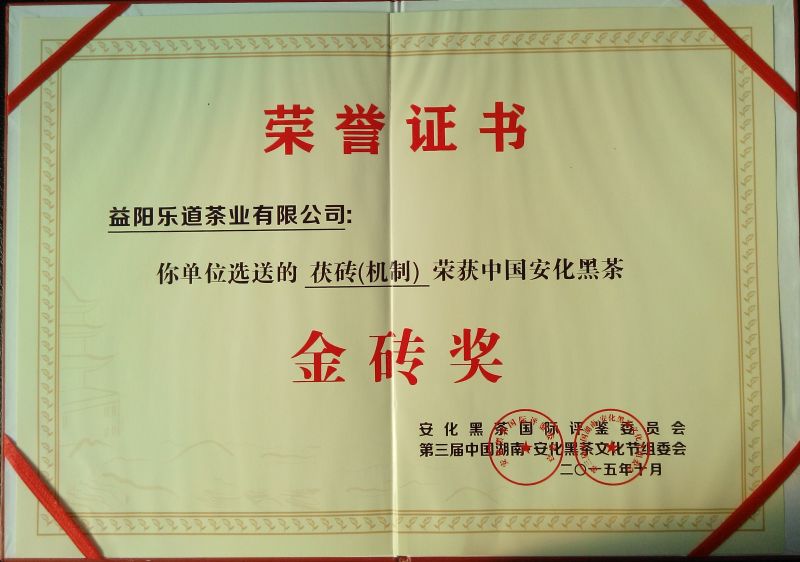 荣誉证书
益阳乐道茶业有限公司:
你单位选送的 茯砖(机制) 荣获中国安化黑茶
金砖奖
安化黑茶国际评鉴委员会
第三届中国湖南·安化黑茶文化节组委会
二〇一五年十月